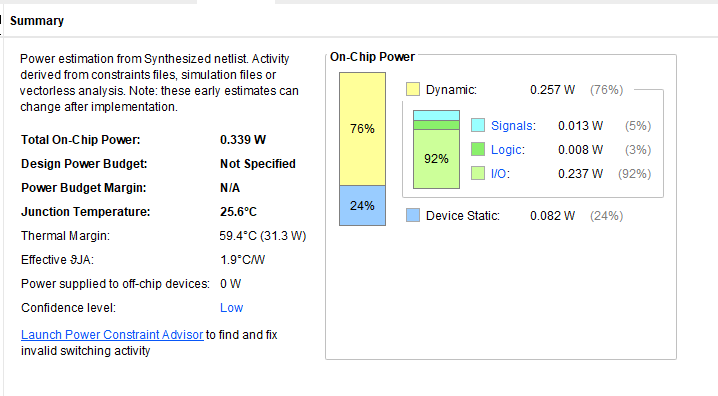 Summary
Power estimation from Synthesized netlist. Activity
derived from constraints files, simulation files or
vectorless analysis. Note: these early estimates can
change after implementation.
Total On-Chip Power: 0.339 W
Design Power Budget: Not Specified
Power Budget Margin: N/A
Junction Temperature: 25.6°C
Thermal Margin: 59.4°C (31.3 W)
Effective ϑJA: 1.9°C/W
Power supplied to off-chip devices: 0 W
Confidence level: Low
Launch Power Constraint Advisor to find and fix
invalid switching activity
On-Chip Power
76%
24%
Dynamic: 0.257 W (76%)
92%
Signals: 0.013 W (5%)
Logic: 0.008 W (3%)
I/O: 0.237 W (92%)
Device Static: 0.082 W (24%)